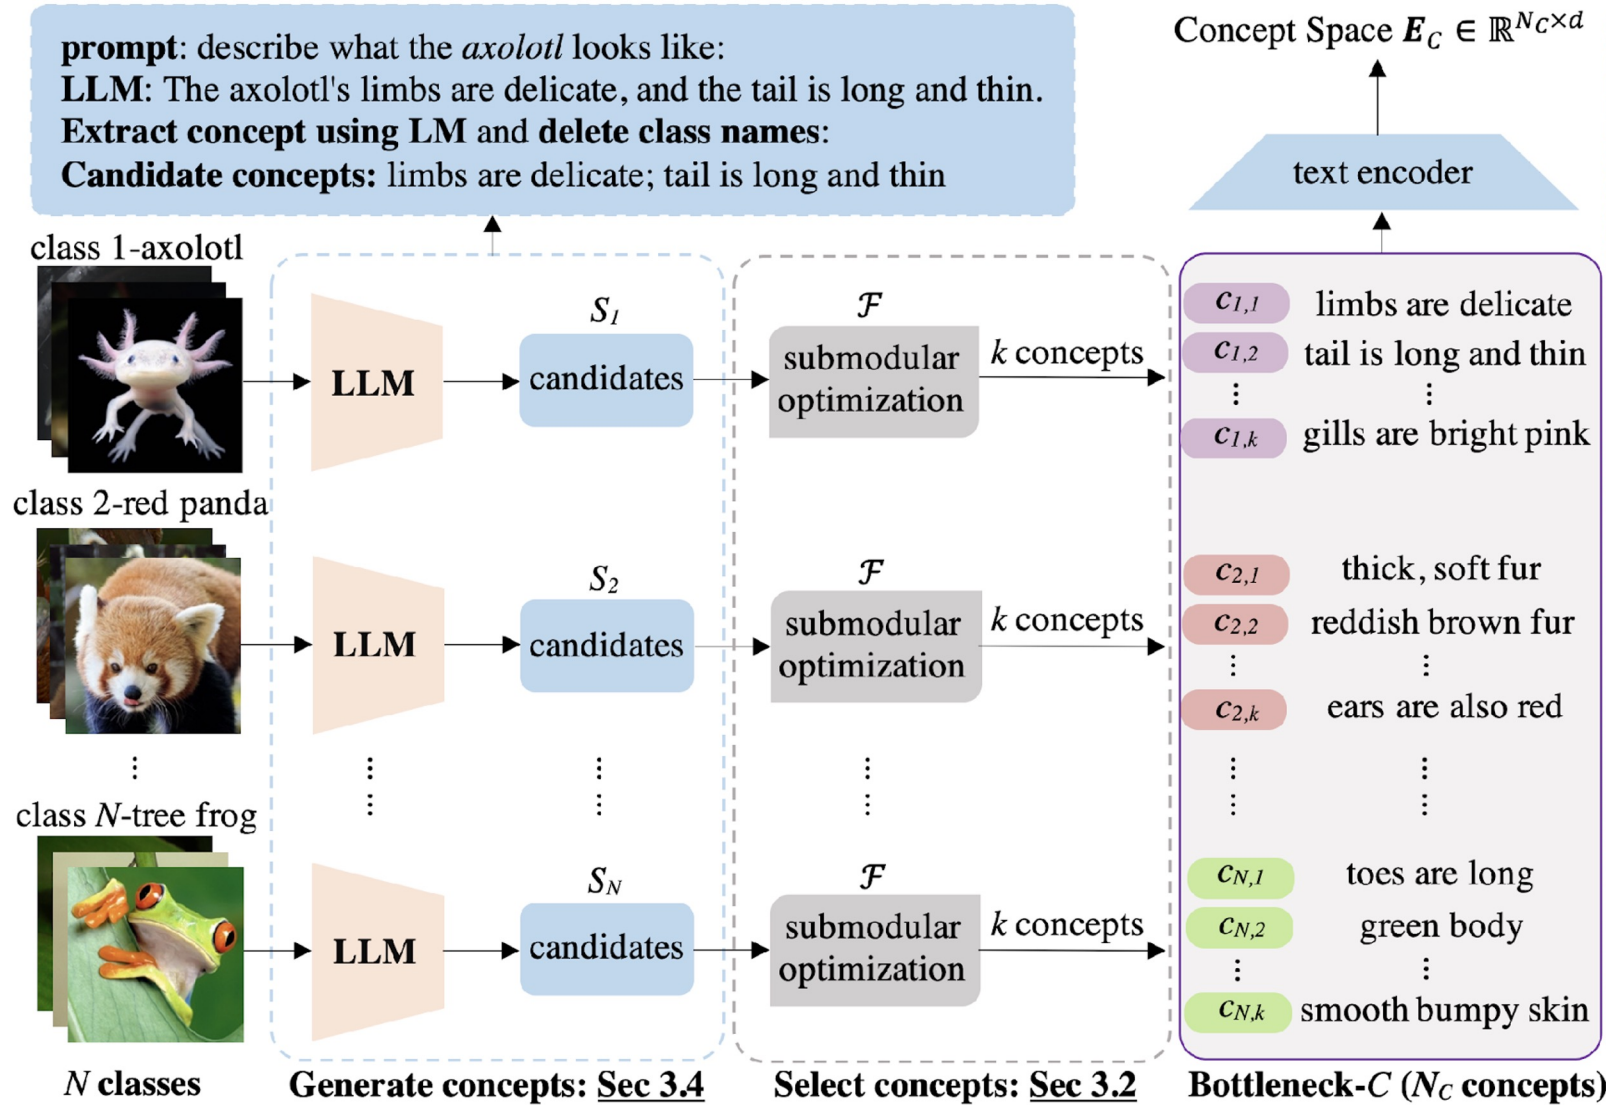 prompt: describe what the axolotl looks like:
LLM: The axolotl's limbs are delicate, and the tail is long and thin.
Extract concept using LM and delete class names:
Candidate concepts: limbs are delicate; tail is long and thin
Concept Space E_C ∈ ℝ^{N_C×d}
text encoder
class 1-axolotl
LLM
S_1
candidates
F
submodular
optimization
k concepts
c_{1,1} limbs are delicate
c_{1,2} tail is long and thin
⋮ ⋮
c_{1,k} gills are bright pink
class 2-red panda
LLM
S_2
candidates
F
submodular
optimization
k concepts
c_{2,1} thick, soft fur
c_{2,2} reddish brown fur
⋮ ⋮
c_{2,k} ears are also red
class N-tree frog
LLM
S_N
candidates
F
submodular
optimization
k concepts
c_{N,1} toes are long
c_{N,2} green body
⋮ ⋮
c_{N,k} smooth bumpy skin
N classes
Generate concepts: Sec 3.4
Select concepts: Sec 3.2
Bottleneck-C (N_C concepts)